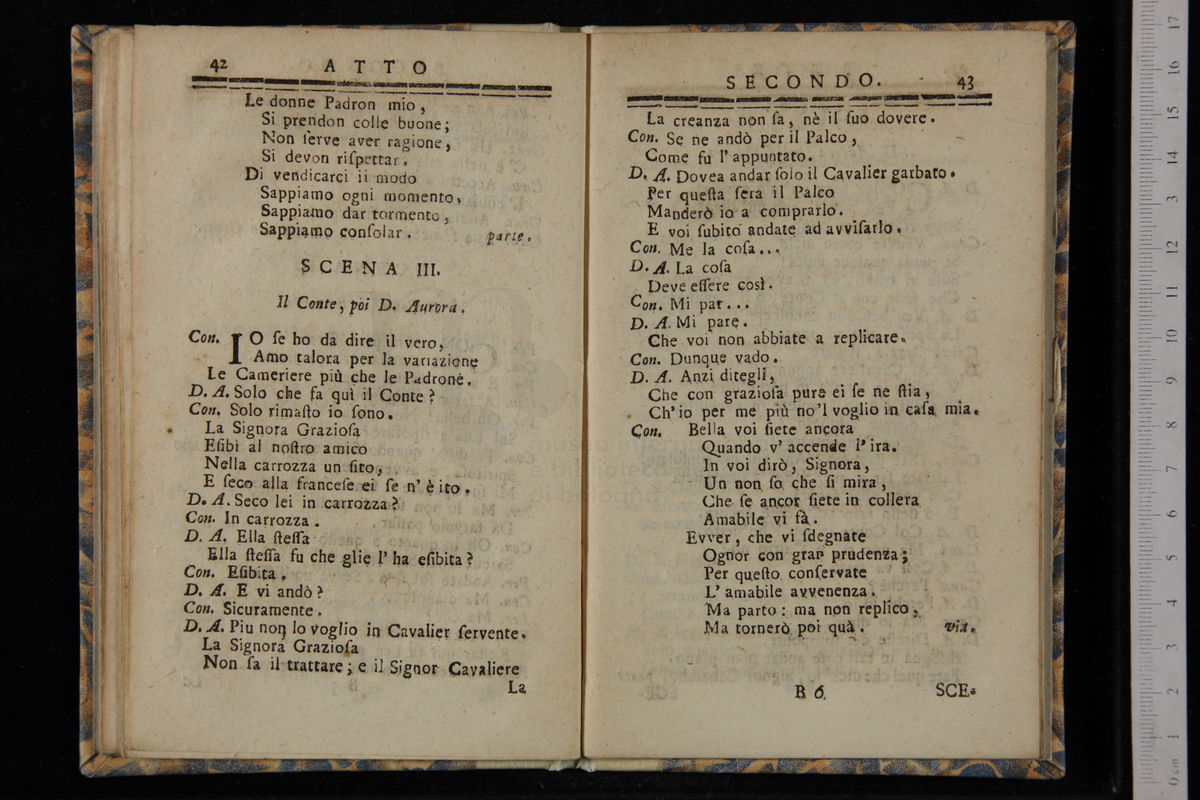 42 ATTO
Le donne Padron mio,
Si prendon colle buone;
Non ſerve aver ragione,
Si devon riſpettar.
Di vendicarci il modo
Sappiamo ogni momento,
Sappiamo dar tormento,
Sappiamo conſolar. parte.
SCENA III.
Il Conte, poi D. Aurora.
Con. IO ſe ho da dire il vero,
Amo talora per la variazione
Le Cameriere più che le Padrone.
D. A. Solo che fa quì il Conte?
Con. Solo rimaſto io ſono.
La Signora Grazioſa
Eſibì al noſtro amico
Nella carrozza un ſito,
E ſeco alla franceſe ei ſe n'è ito.
D. A. Seco lei in carrozza?
Con. In carrozza.
D. A. Ella ſteſſa
Ella ſteſſa fu che glie l'ha eſibita?
Con. Eſibita.
D. A. E vi andò?
Con. Sicuramente.
D. A. Piu non lo voglio in Cavalier ſervente.
La Signora Grazioſa
Non ſa il trattare; e il Signor Cavaliere
La
SECONDO. 43
La creanza non ſa, nè il ſuo dovere.
Con. Se ne andò per il Palco,
Come fu l'appuntato.
D. A. Dovea andar ſolo il Cavalier garbato.
Per queſta ſera il Palco
Manderò io a comprarlo.
E voi ſubito andate ad avviſarlo.
Con. Me la coſa...
D. A. La coſa
Deve eſſere così.
Con. Mi par...
D. A. Mi pare.
Che voi non abbiate a replicare.
Con. Dunque vado.
D. A. Anzi ditegli,
Che con grazioſa pure ei ſe ne ſtia,
Ch'io per me più no'l voglio in caſa mia.
Con. Bella voi ſiete ancora
Quando v'accende l'ira.
In voi dirò, Signora,
Un non ſo che ſi mira,
Che ſe ancor ſiete in collera
Amabile vi fà.
Evver, che vi ſdegnate
Ognor con gran prudenza;
Per queſto conſervate
L'amabile avvenenza.
Ma parto: ma non replico,
Ma tornerò poi quà. via.
B 6 SCE-